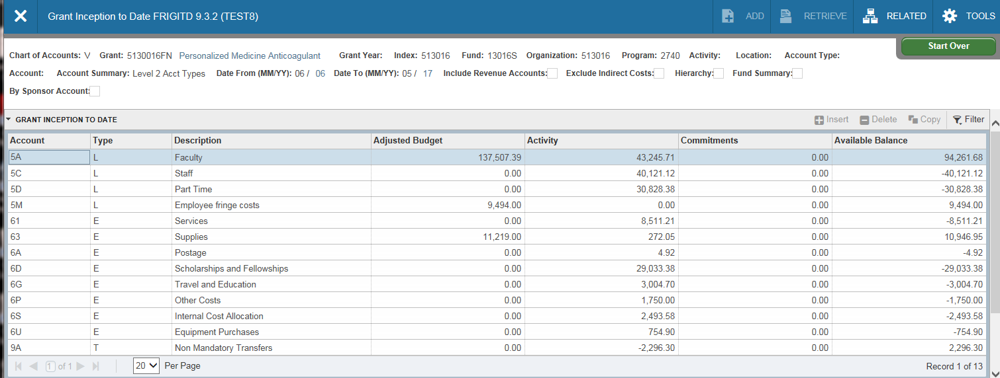 Grant Inception to Date FRIGITD 9.3.2 (TEST8) ADD RETRIEVE RELATED TOOLS
Start Over
Chart of Accounts: V Grant: 5130016FN Personalized Medicine Anticoagulant Grant Year: Index: 513016 Fund: 13016S Organization: 513016 Program: 2740 Activity: Location: Account Type:
Account: Account Summary: Level 2 Acct Types Date From (MM/YY): 06 / 06 Date To (MM/YY): 05 / 17 Include Revenue Accounts: Exclude Indirect Costs: Hierarchy: Fund Summary:
By Sponsor Account:
GRANT INCEPTION TO DATE Insert Delete Copy Filter
Account Type Description Adjusted Budget Activity Commitments Available Balance
5A L Faculty 137,507.39 43,245.71 0.00 94,261.68
5C L Staff 0.00 40,121.12 0.00 -40,121.12
5D L Part Time 0.00 30,828.38 0.00 -30,828.38
5M L Employee fringe costs 9,494.00 0.00 0.00 9,494.00
61 E Services 0.00 8,511.21 0.00 -8,511.21
63 E Supplies 11,219.00 272.05 0.00 10,946.95
6A E Postage 0.00 4.92 0.00 -4.92
6D E Scholarships and Fellowships 0.00 29,033.38 0.00 -29,033.38
6G E Travel and Education 0.00 3,004.70 0.00 -3,004.70
6P E Other Costs 0.00 1,750.00 0.00 -1,750.00
6S E Internal Cost Allocation 0.00 2,493.58 0.00 -2,493.58
6U E Equipment Purchases 0.00 754.90 0.00 -754.90
9A T Non Mandatory Transfers 0.00 -2,296.30 0.00 2,296.30
1 of 1 20 Per Page Record 1 of 13